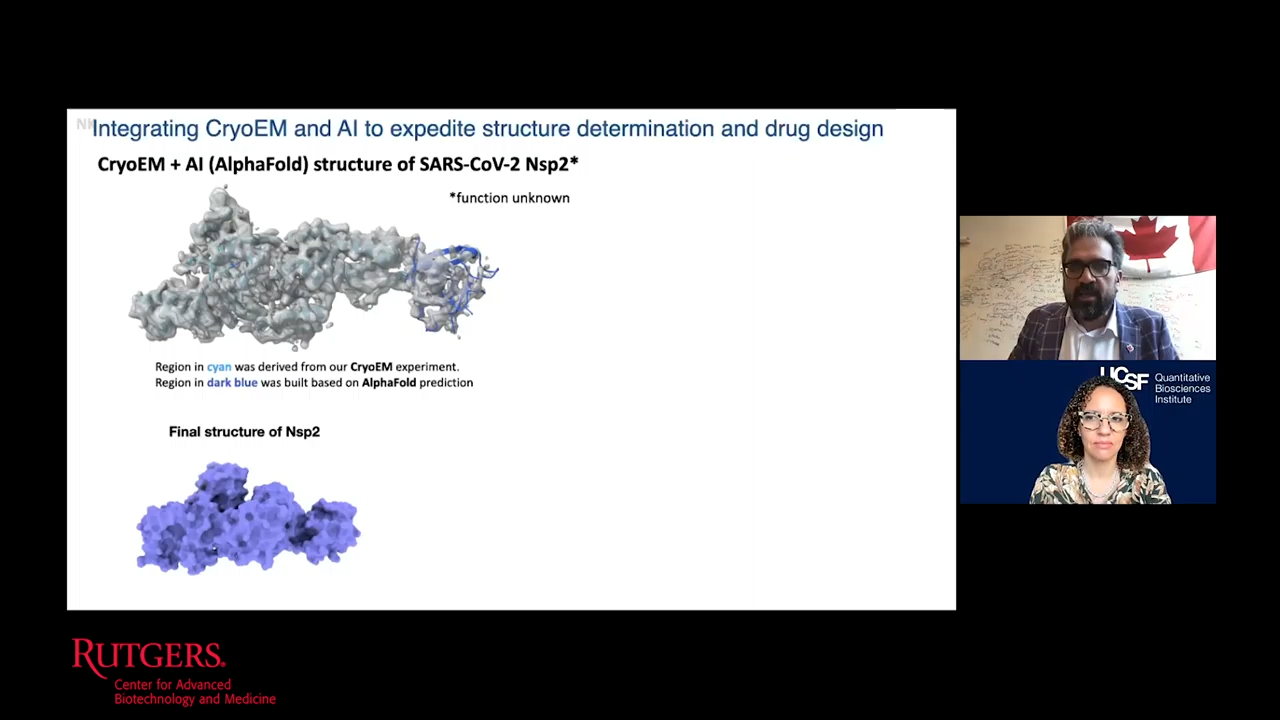 Integrating CryoEM and AI to expedite structure determination and drug design
CryoEM + AI (AlphaFold) structure of SARS-CoV-2 Nsp2*
*function unknown
Region in cyan was derived from our CryoEM experiment.
Region in dark blue was built based on AlphaFold prediction
Final structure of Nsp2
UCSF
Quantitative
Biosciences
Institute
RUTGERS
Center for Advanced
Biotechnology and Medicine